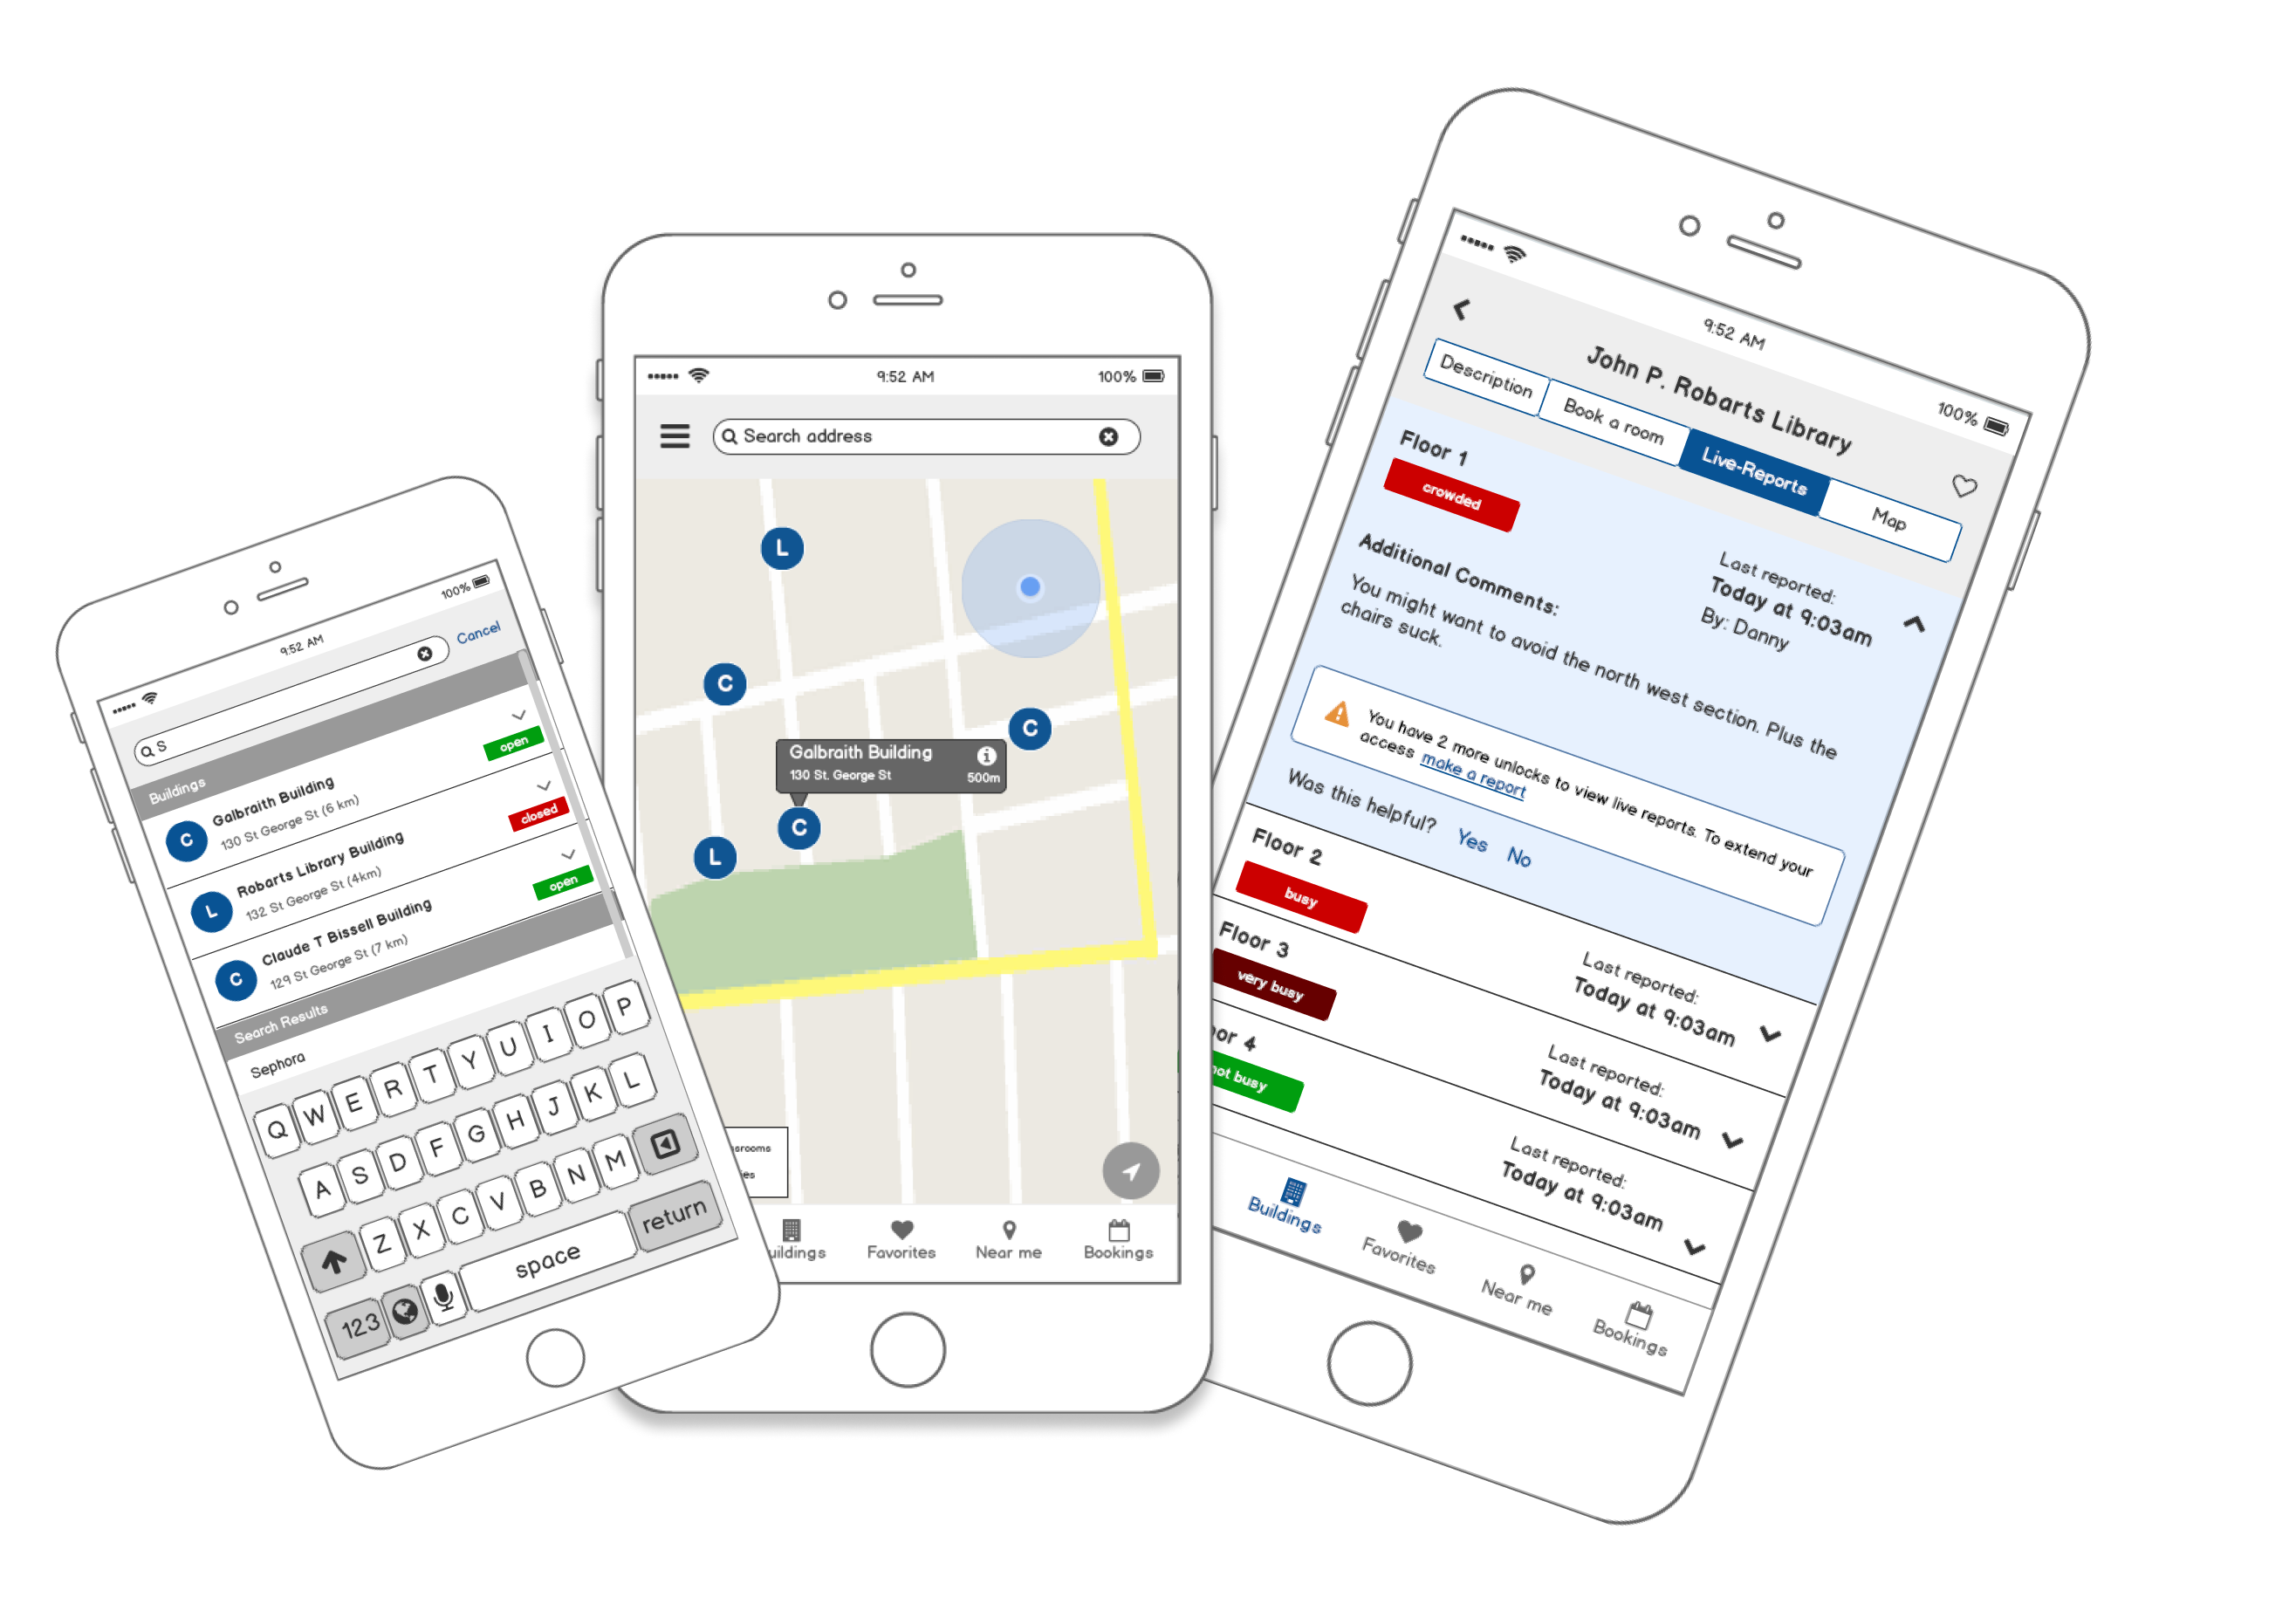 9:52 AM
100%
S
Cancel
Buildings
C
Galbraith Building
130 St George St (6 km)
open
L
Robarts Library Building
132 St George St (4km)
closed
C
Claude T Bissell Building
129 St George St (7 km)
open
Search Results
Sephora
Q W E R T Y U I O P
A S D F G H J K L
Z X C V B N M
123
space
return
9:52 AM
100%
Search address
L
C
C
Galbraith Building
130 St. George St
500m
C
L
srooms
es
uildings
Favorites
Near me
Bookings
9:52 AM
100%
John P. Robarts Library
Description
Book a room
Live-Reports
Map
Floor 1
crowded
Last reported:
Today at 9:03am
By: Danny
Additional Comments:
You might want to avoid the north west section. Plus the
chairs suck.
You have 2 more unlocks to view live reports. To extend your
access make a report
Was this helpful? Yes No
Floor 2
busy
Last reported:
Today at 9:03am
Floor 3
very busy
Last reported:
Today at 9:03am
or 4
not busy
Last reported:
Today at 9:03am
Buildings
Favorites
Near me
Bookings